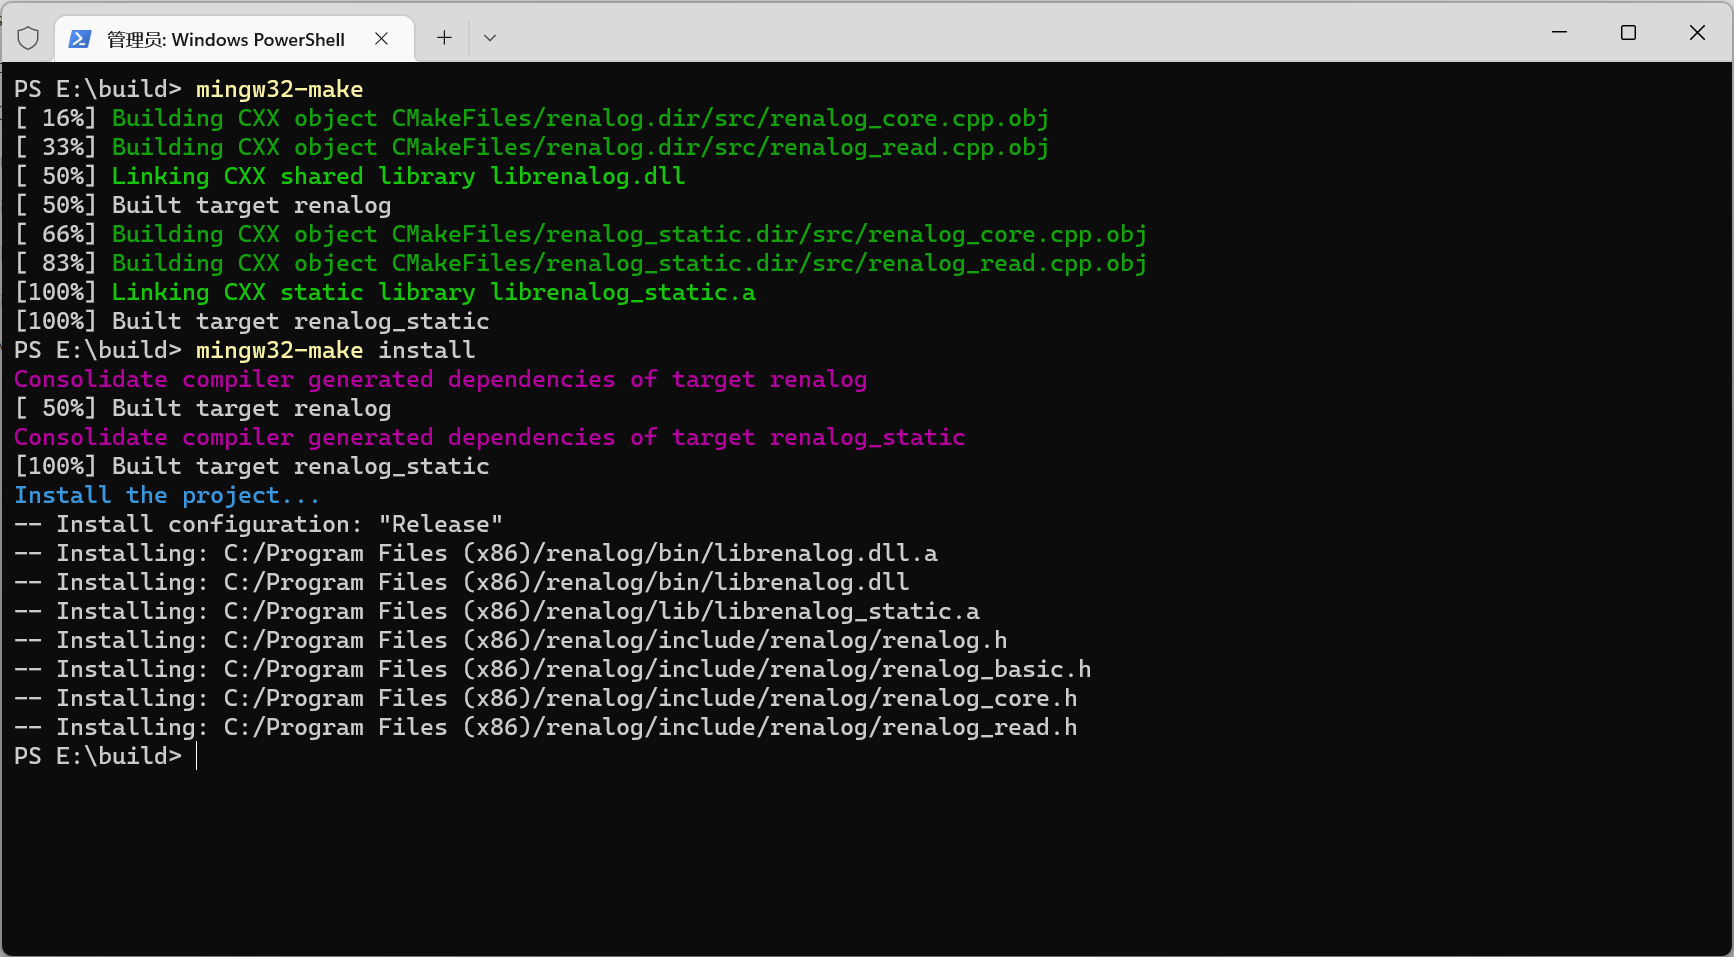 管理员: Windows PowerShell
PS E:\build> mingw32-make
[ 16%] Building CXX object CMakeFiles/renalog.dir/src/renalog_core.cpp.obj
[ 33%] Building CXX object CMakeFiles/renalog.dir/src/renalog_read.cpp.obj
[ 50%] Linking CXX shared library librenalog.dll
[ 50%] Built target renalog
[ 66%] Building CXX object CMakeFiles/renalog_static.dir/src/renalog_core.cpp.obj
[ 83%] Building CXX object CMakeFiles/renalog_static.dir/src/renalog_read.cpp.obj
[100%] Linking CXX static library librenalog_static.a
[100%] Built target renalog_static
PS E:\build> mingw32-make install
Consolidate compiler generated dependencies of target renalog
[ 50%] Built target renalog
Consolidate compiler generated dependencies of target renalog_static
[100%] Built target renalog_static
Install the project...
-- Install configuration: "Release"
-- Installing: C:/Program Files (x86)/renalog/bin/librenalog.dll.a
-- Installing: C:/Program Files (x86)/renalog/bin/librenalog.dll
-- Installing: C:/Program Files (x86)/renalog/lib/librenalog_static.a
-- Installing: C:/Program Files (x86)/renalog/include/renalog/renalog.h
-- Installing: C:/Program Files (x86)/renalog/include/renalog/renalog_basic.h
-- Installing: C:/Program Files (x86)/renalog/include/renalog/renalog_core.h
-- Installing: C:/Program Files (x86)/renalog/include/renalog/renalog_read.h
PS E:\build>